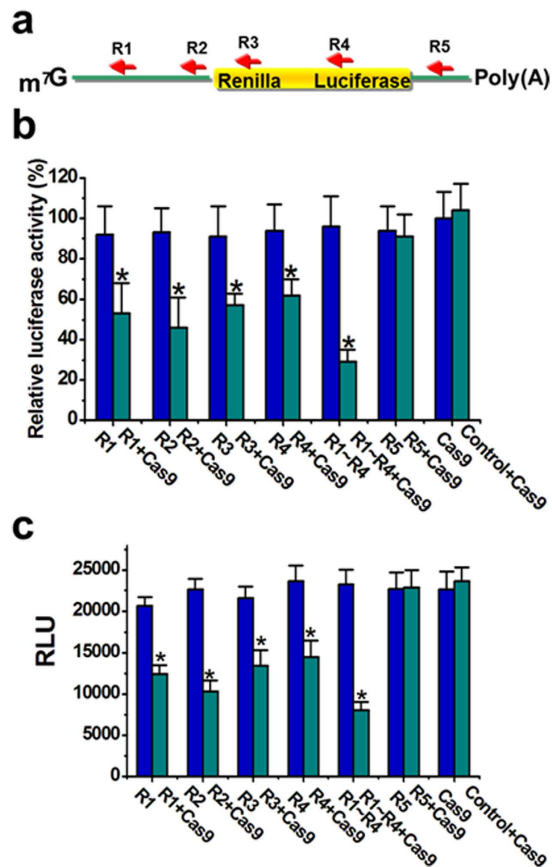 a
R1 R2 R3 R4 R5
m⁷G Renilla Luciferase Poly(A)
b
Relative luciferase activity (%)
120
100
80
60
40
20
0
* * * * *
R1 R1+Cas9 R2 R2+Cas9 R3 R3+Cas9 R4 R4+Cas9 R1~R4 R1~R4+Cas9 R5 R5+Cas9 Cas9 Control+Cas9
c
RLU
25000
20000
15000
10000
5000
0
* * * * *
R1 R1+Cas9 R2 R2+Cas9 R3 R3+Cas9 R4 R4+Cas9 R1~R4 R1~R4+Cas9 R5 R5+Cas9 Cas9 Control+Cas9